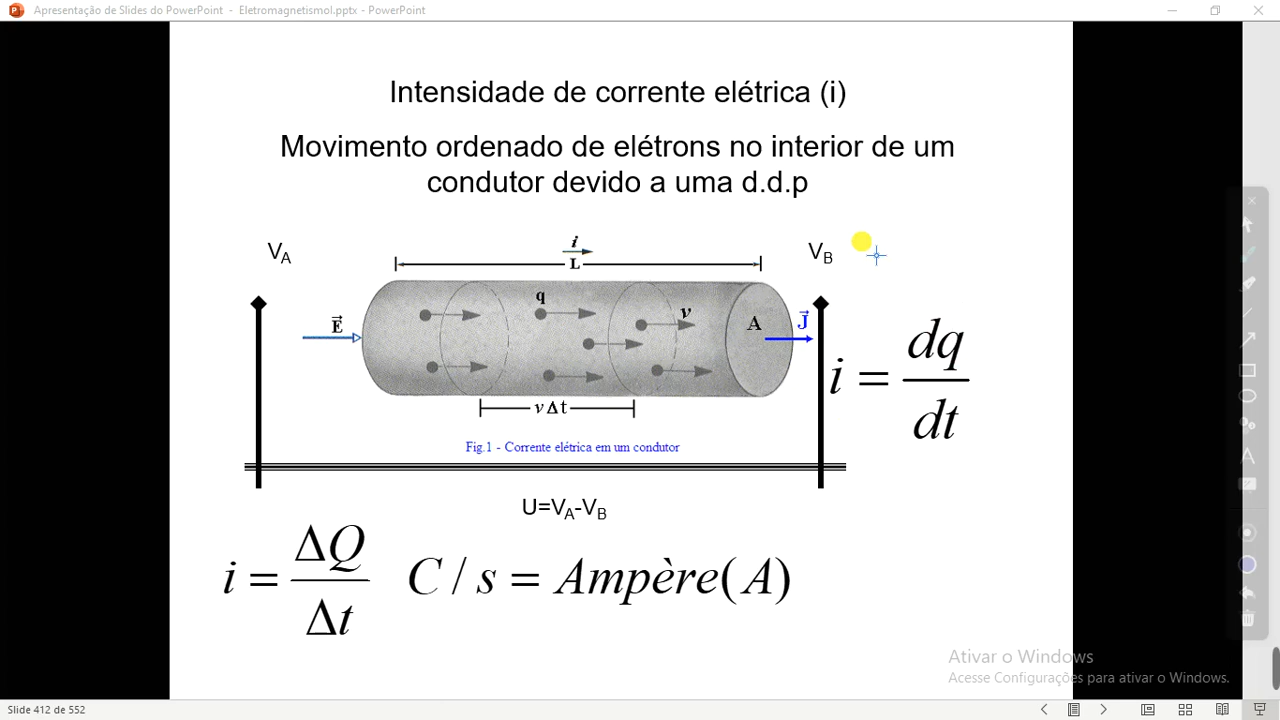 Apresentação de Slides do PowerPoint - Eletromagnetismol.pptx - PowerPoint
Intensidade de corrente elétrica (i)
Movimento ordenado de elétrons no interior de um
condutor devido a uma d.d.p
V_A
V_B
i
L
E⃗
q
v
A
J⃗
v Δt
i = dq/dt
Fig.1 - Corrente elétrica em um condutor
U=V_A-V_B
i = ΔQ/Δt
C / s = Ampère(A)
Ativar o Windows
Acesse Configurações para ativar o Windows.
Slide 412 de 552